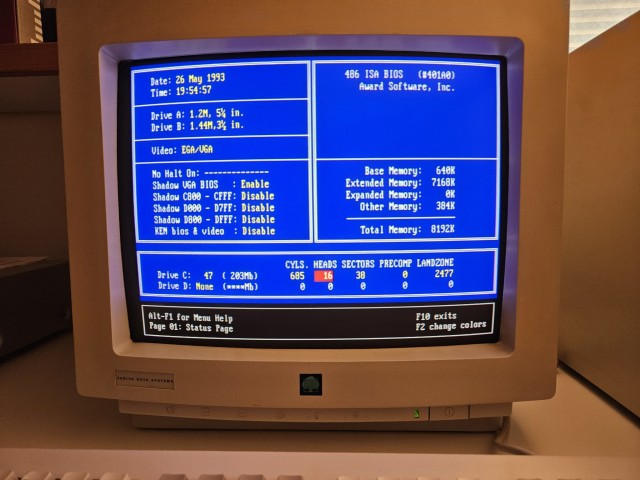 Date: 26 May 1993
Time: 19:54:57
Drive A: 1.2M, 5¼ in.
Drive B: 1.44M,3½ in.
Video: EGA/VGA
No Halt On: --------------
Shadow VGA BIOS : Enable
Shadow C800 - CFFF: Disable
Shadow D000 - D7FF: Disable
Shadow D800 - DFFF: Disable
KEN bios & video : Disable
486 ISA BIOS (#401A0)
Award Software, Inc.
Base Memory: 640K
Extended Memory: 7168K
Expanded Memory: 0K
Other Memory: 384K
Total Memory: 8192K
CYLS. HEADS SECTORS PRECOMP LANDZONE
Drive C: 47 ( 203Mb) 685 16 38 0 2477
Drive D: None (****Mb) 0 0 0 0 0
Alt-F1 for Menu Help
Page 01: Status Page
F10 exits
F2 change colors
DATA SYSTEMS